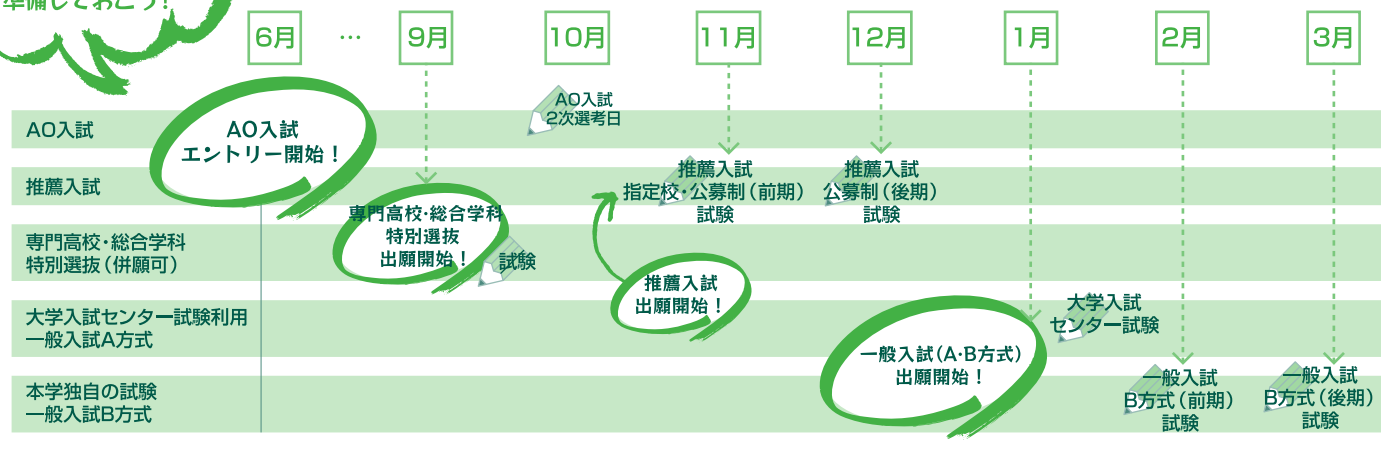 準備しておこう!
6月 … 9月 10月 11月 12月 1月 2月 3月
AO入試
AO入試
エントリー開始!
AO入試
2次選考日
推薦入試
推薦入試
指定校・公募制(前期)
試験
推薦入試
公募制(後期)
試験
専門高校・総合学科
特別選抜(併願可)
専門高校・総合学科
特別選抜
出願開始!
試験
推薦入試
出願開始!
大学入試センター試験利用
一般入試A方式
一般入試(A・B方式)
出願開始!
大学入試
センター試験
本学独自の試験
一般入試B方式
一般入試
B方式(前期)
試験
一般入試
B方式(後期)
試験